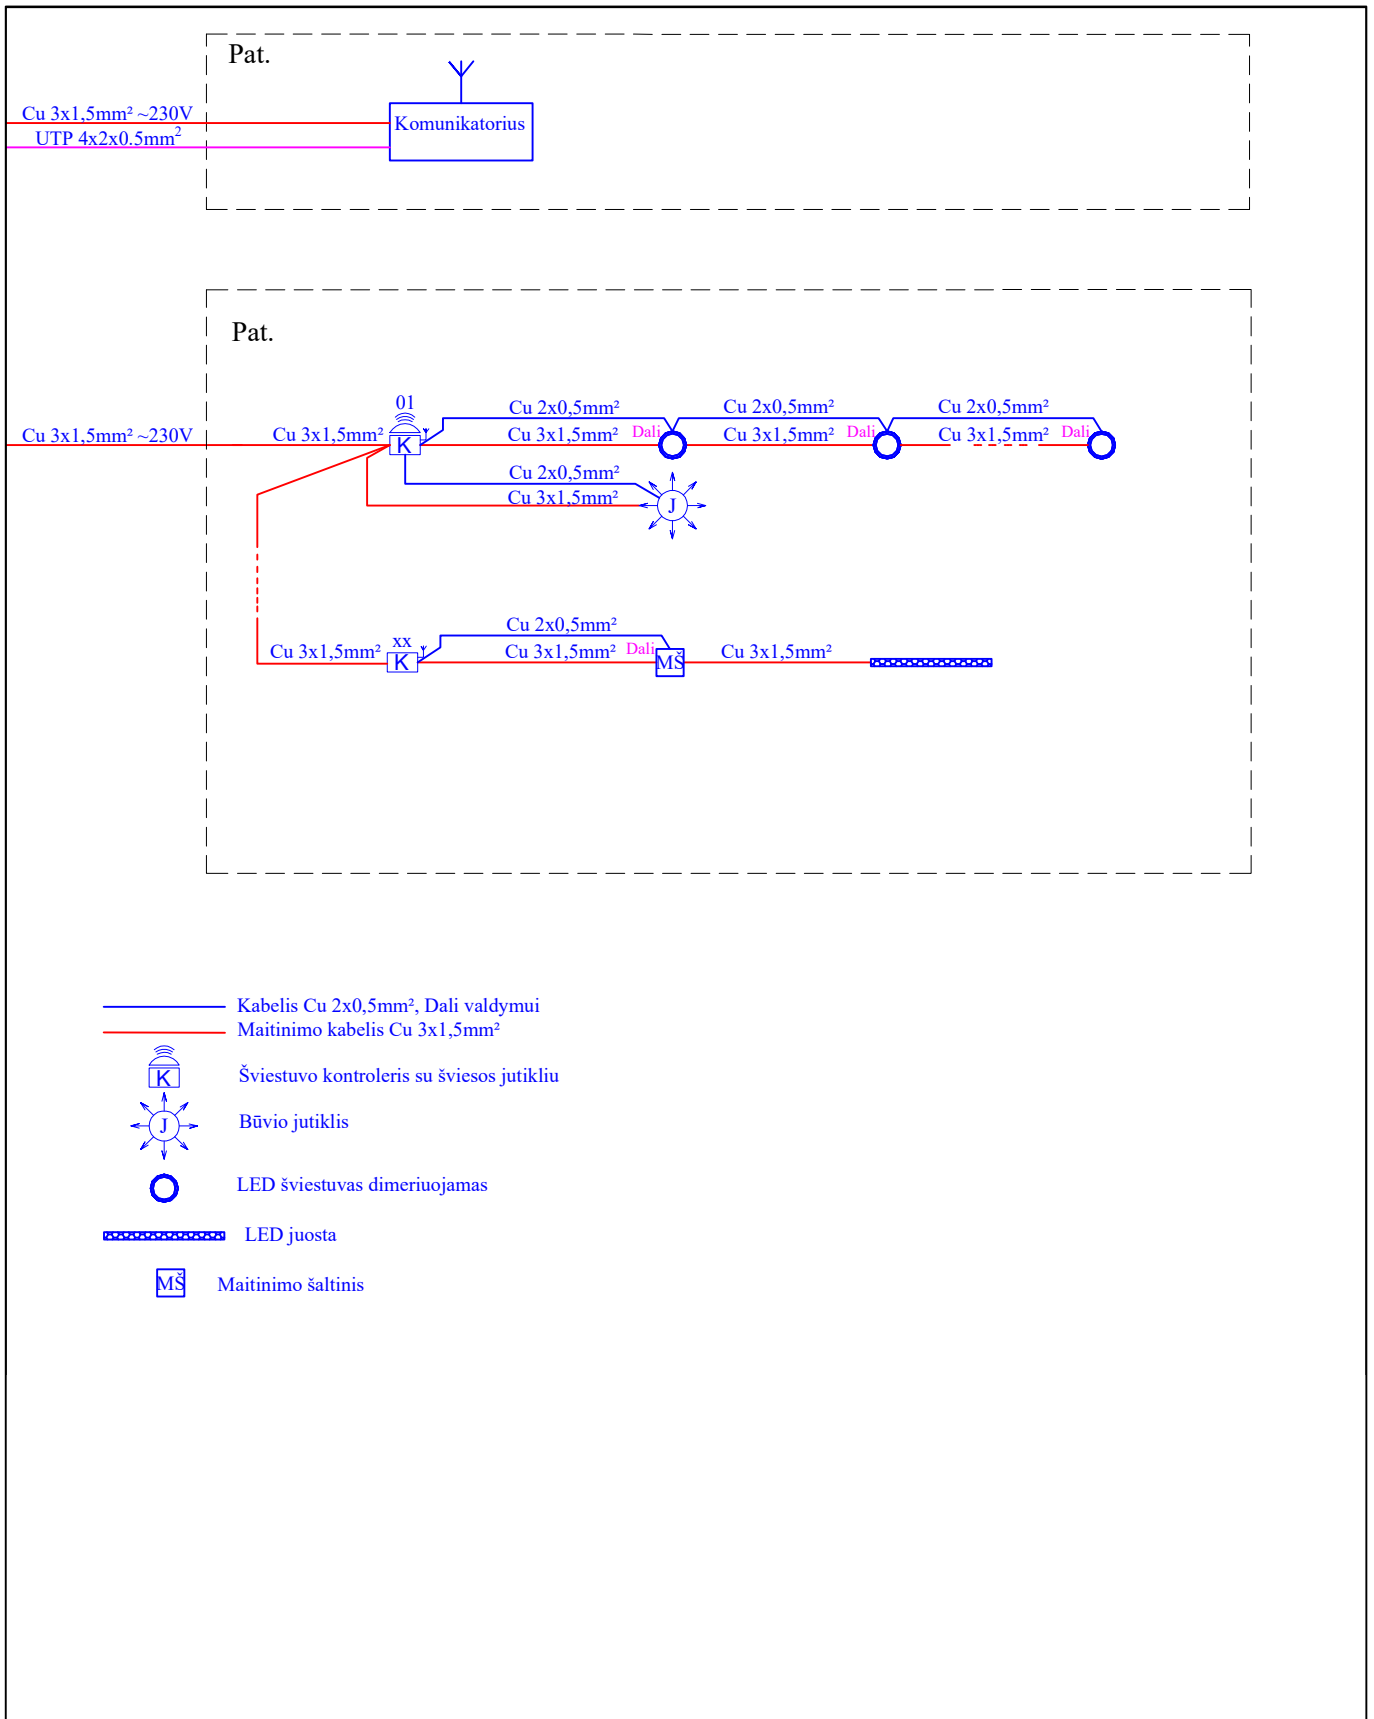 Pat.
Cu 3x1,5mm² ~230V
Komunikatorius
UTP 4x2x0.5mm²
Pat.
01
Cu 2x0,5mm² Cu 2x0,5mm² Cu 2x0,5mm²
Cu 3x1,5mm² ~230V Cu 3x1,5mm² K Cu 3x1,5mm² Dali Cu 3x1,5mm² Dali Cu 3x1,5mm² Dali
Cu 2x0,5mm²
Cu 3x1,5mm² J
Cu 2x0,5mm²
xx
Cu 3x1,5mm² K Cu 3x1,5mm² Dali MŠ Cu 3x1,5mm²
Kabelis Cu 2x0,5mm², Dali valdymui
Maitinimo kabelis Cu 3x1,5mm²
K Šviestuvo kontroleris su šviesos jutikliu
J Būvio jutiklis
LED šviestuvas dimeriuojamas
LED juosta
MŠ Maitinimo šaltinis